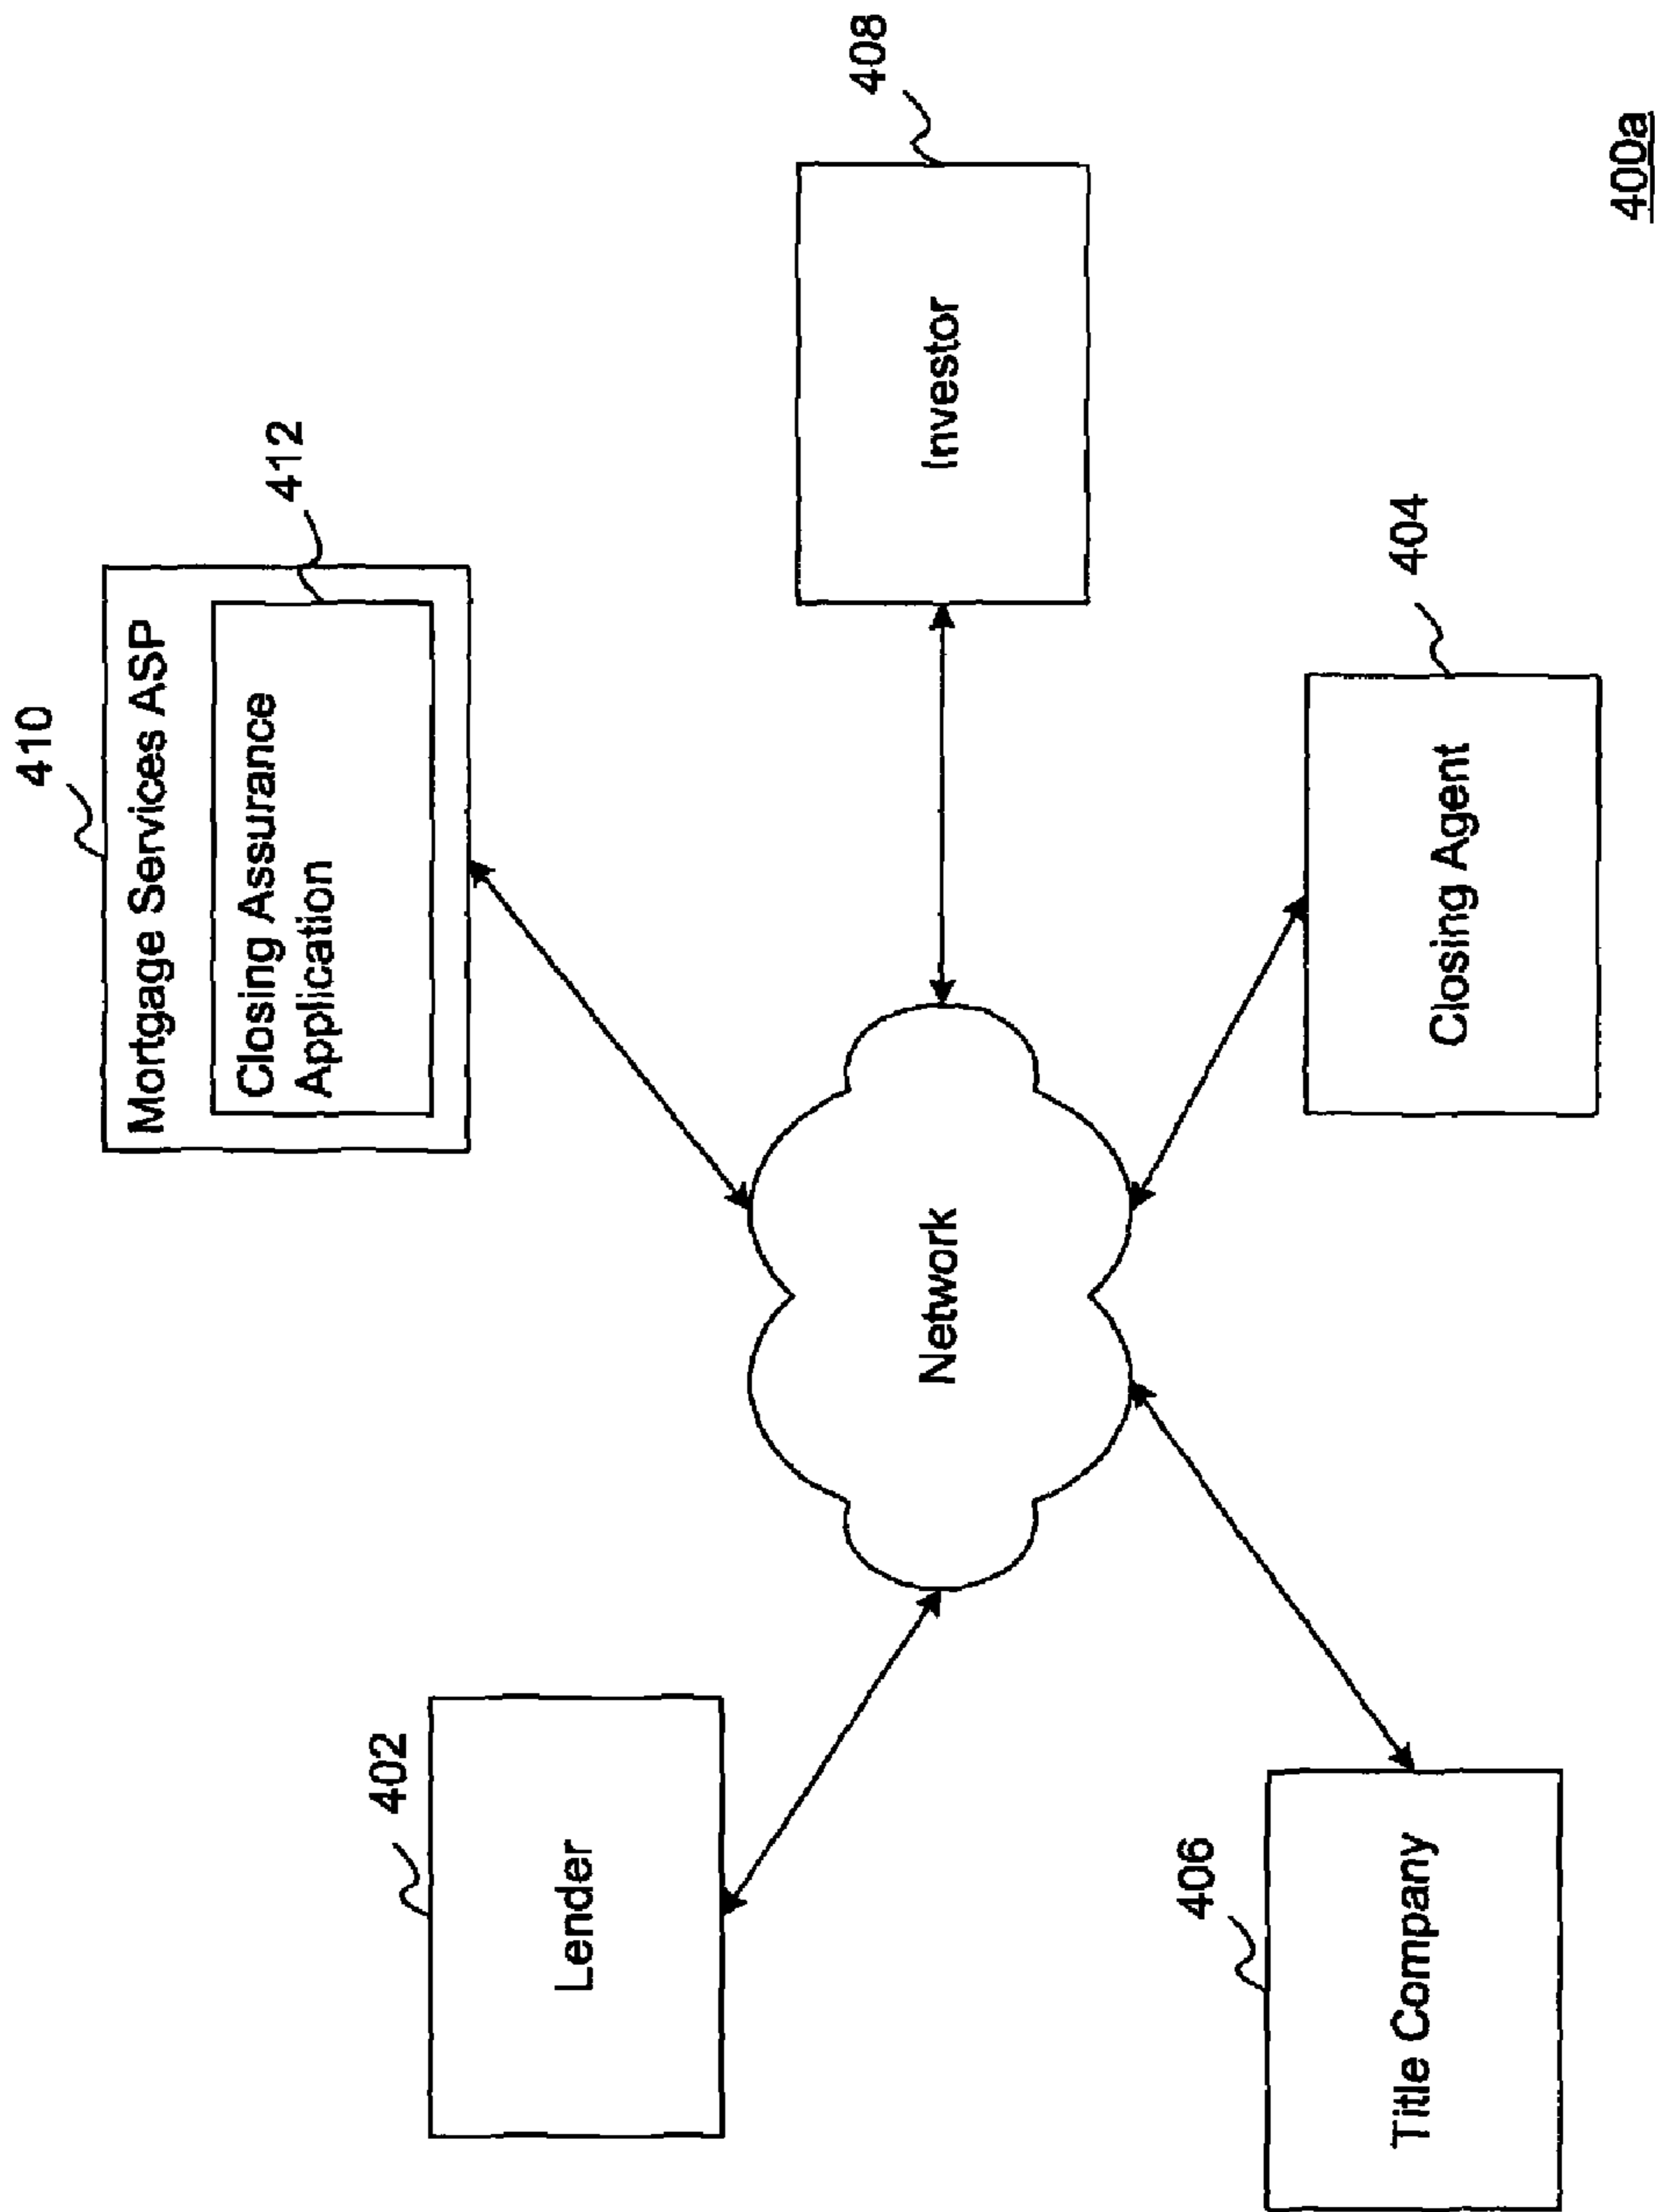 410
Mortgage Services ASP
Closing Assurance
Application
412
402
Lender
408
Investor
Network
406
Title Company
404
Closing Agent
400a